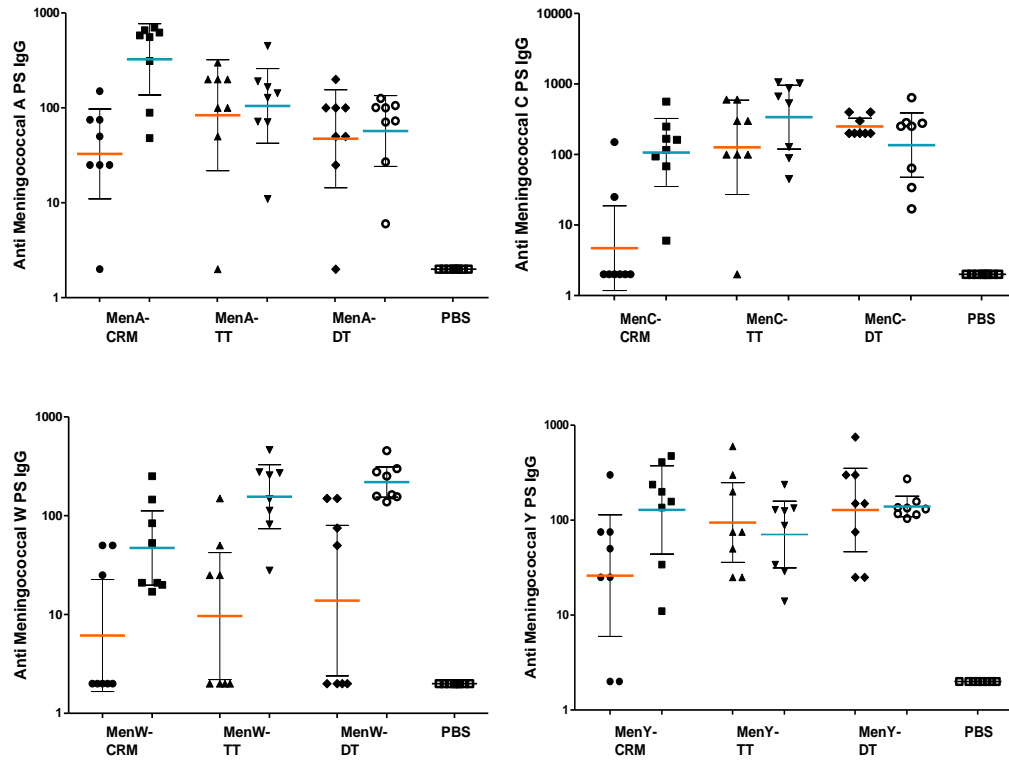 Anti Meningococcal A PS IgG
1000
100
10
1
MenA-
CRM
MenA-
TT
MenA-
DT
PBS
Anti Meningococcal C PS IgG
10000
1000
100
10
1
MenC-
CRM
MenC-
TT
MenC-
DT
PBS
Anti Meningococcal W PS IgG
1000
100
10
1
MenW-
CRM
MenW-
TT
MenW-
DT
PBS
Anti Meningococcal Y PS IgG
1000
100
10
1
MenY-
CRM
MenY-
TT
MenY-
DT
PBS